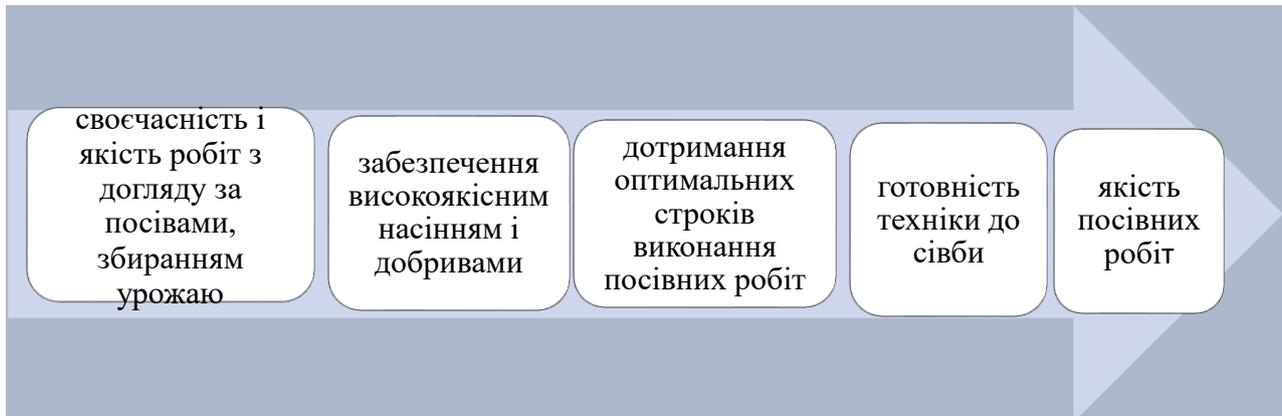 своєчасність і
якість робіт з
догляду за
посівами,
збиранням
урожаю
забезпечення
високоякісним
насінням і
добривами
дотримання
оптимальних
строків
виконання
посівних робіт
готовність
техніки до
сівби
якість
посівних
робіт